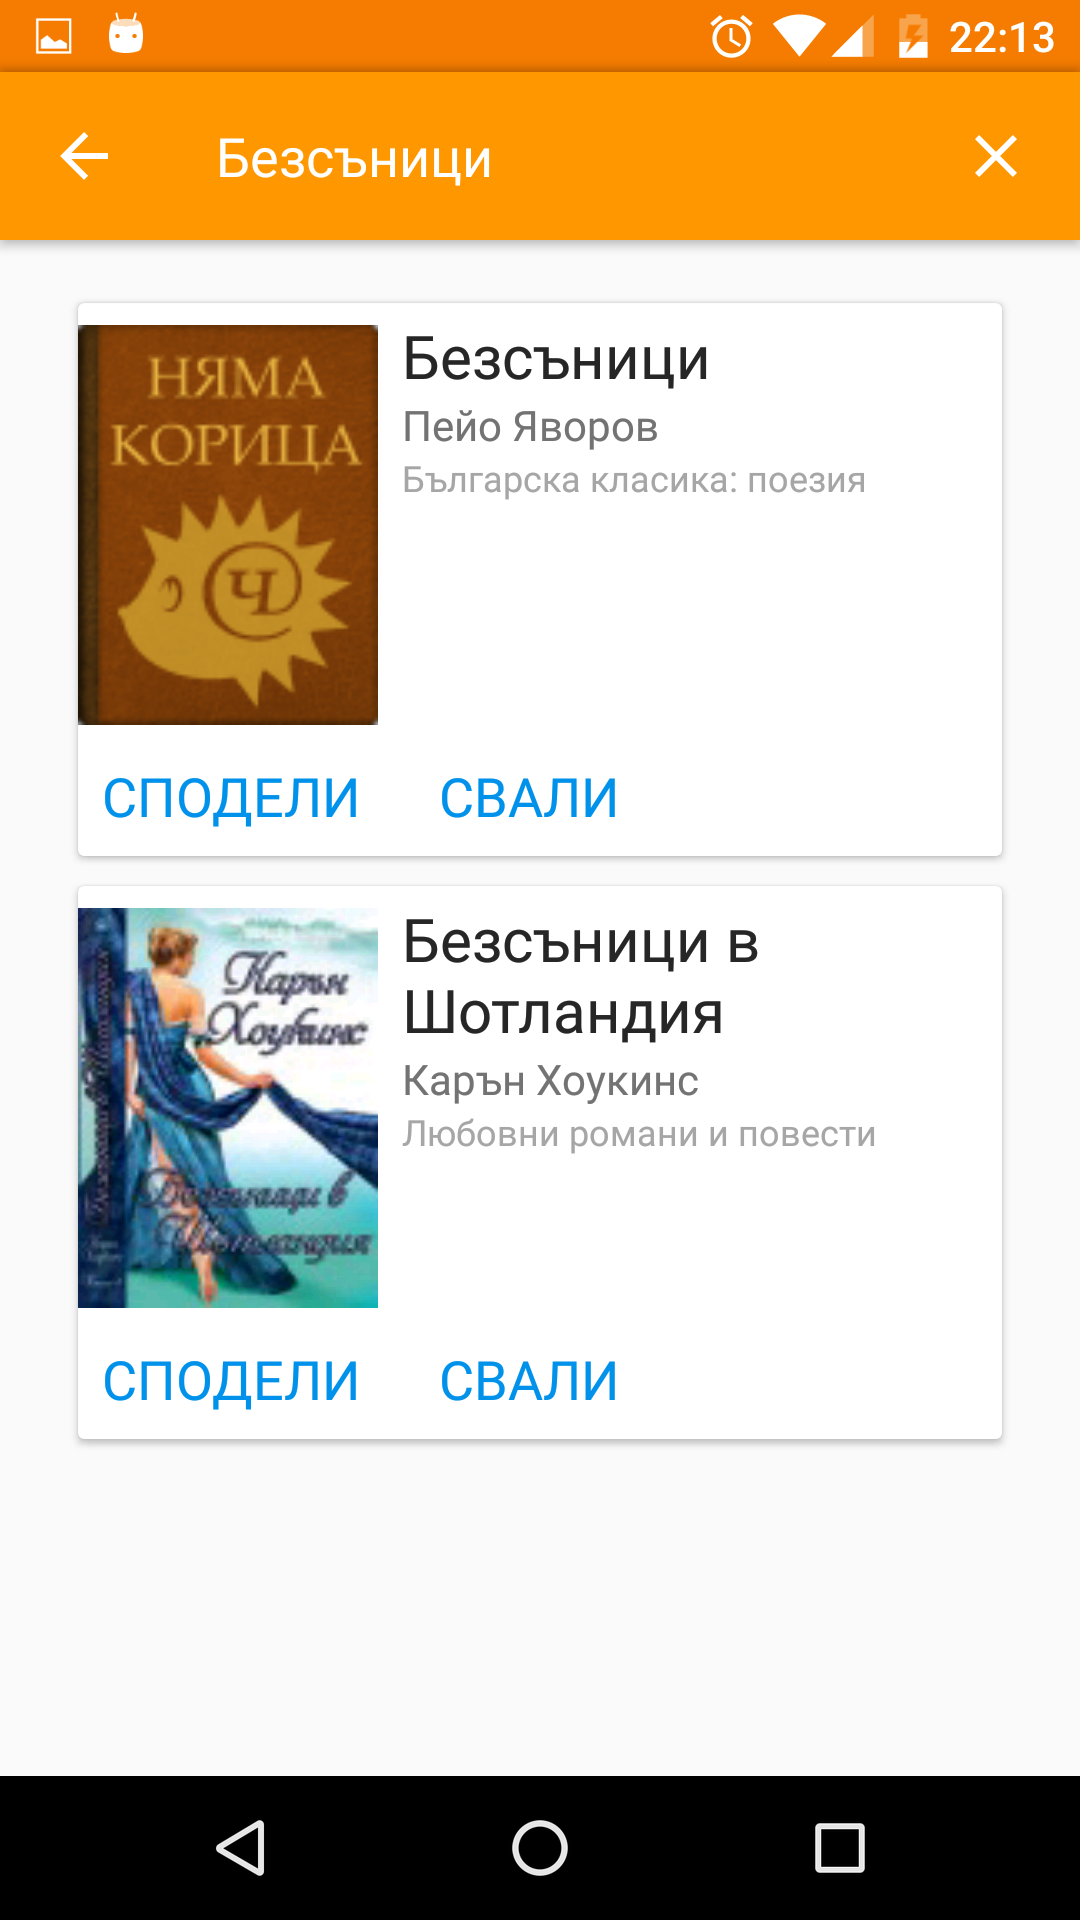 22:13
Безсъници
НЯМА
КОРИЦА
Ч
Безсъници
Пейо Яворов
Българска класика: поезия
СПОДЕЛИ СВАЛИ
Карън
Хоукинс
Безсъници в
Шотландия
Безсъници в
Шотландия
Карън Хоукинс
Любовни романи и повести
СПОДЕЛИ СВАЛИ